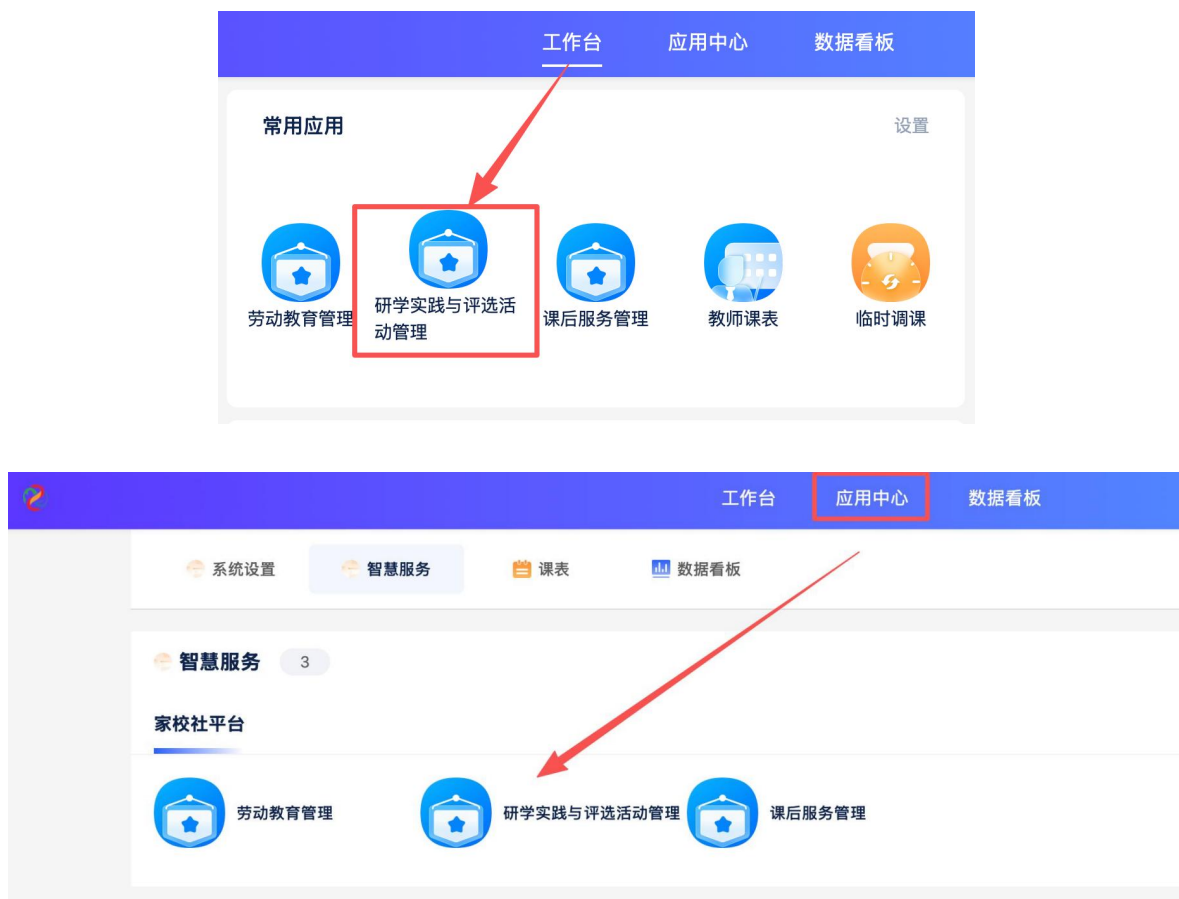 工作台 应用中心 数据看板
常用应用 设置
劳动教育管理 研学实践与评选活动管理 课后服务管理 教师课表 临时调课
工作台 应用中心 数据看板
系统设置 智慧服务 课表 数据看板
智慧服务 3
家校社平台
劳动教育管理 研学实践与评选活动管理 课后服务管理